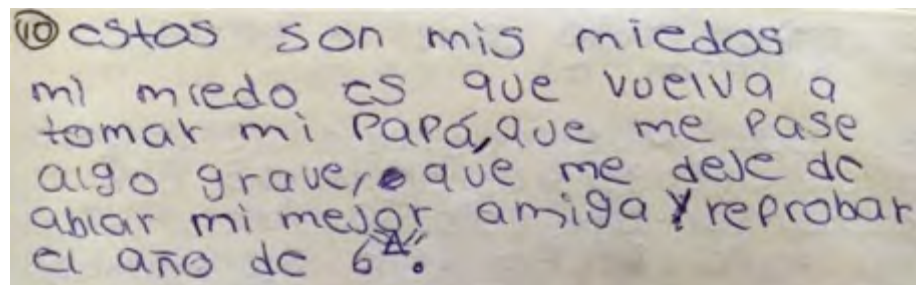 ⑩ estos son mis miedos
mi miedo es que vuelva a
tomar mi Papá, que me Pase
algo grave, que me deje de
ablar mi mejor amiga y reprobar
el año de 6"A".